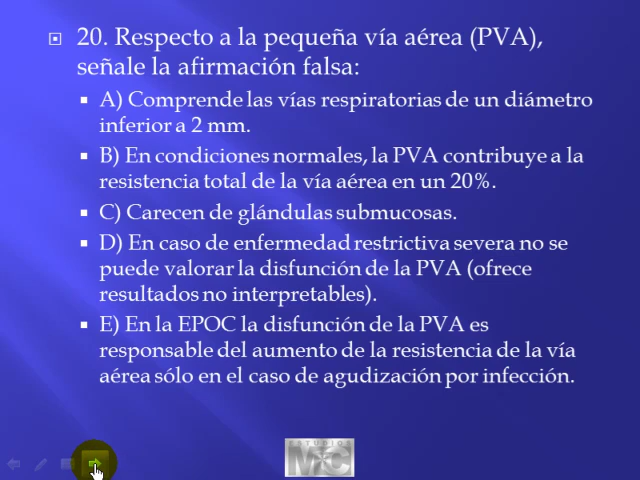 20. Respecto a la pequeña vía aérea (PVA),
señale la afirmación falsa:
A) Comprende las vías respiratorias de un diámetro
inferior a 2 mm.
B) En condiciones normales, la PVA contribuye a la
resistencia total de la vía aérea en un 20%.
C) Carecen de glándulas submucosas.
D) En caso de enfermedad restrictiva severa no se
puede valorar la disfunción de la PVA (ofrece
resultados no interpretables).
E) En la EPOC la disfunción de la PVA es
responsable del aumento de la resistencia de la vía
aérea sólo en el caso de agudización por infección.
ESTUDIOS
MC